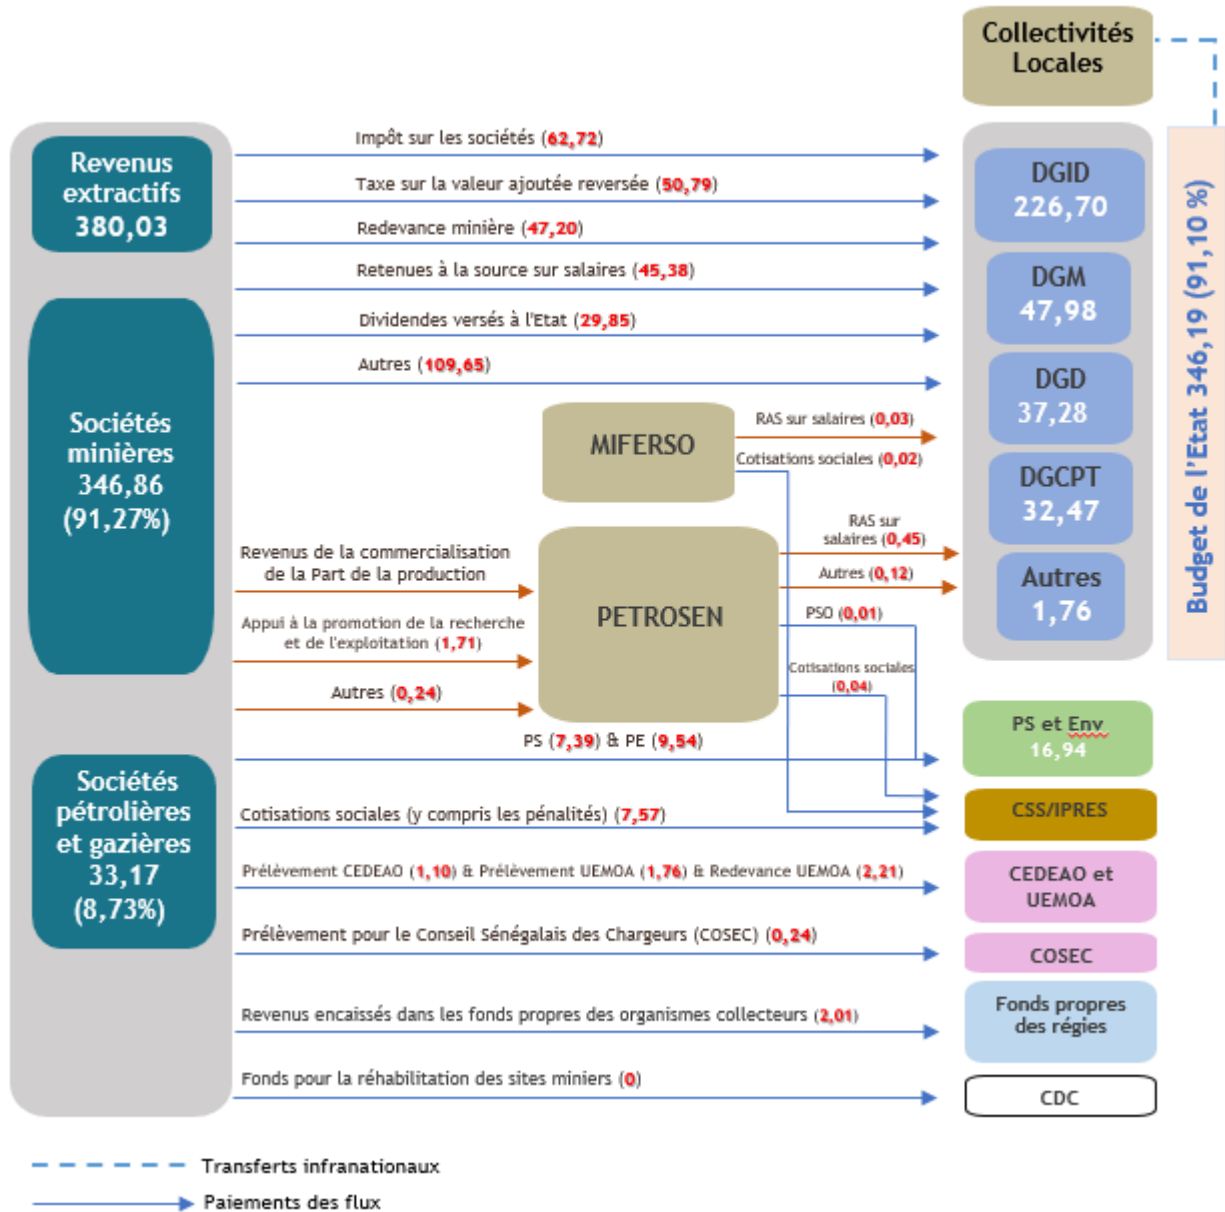 Collectivités
Locales
Revenus
extractifs
380,03
Sociétés
minières
346,86
(91,27%)
Sociétés
pétrolières
et gazières
33,17
(8,73%)
Impôt sur les sociétés (62,72)
Taxe sur la valeur ajoutée reversée (50,79)
Redevance minière (47,20)
Retenues à la source sur salaires (45,38)
Dividendes versés à l'Etat (29,85)
Autres (109,65)
MIFERSO
RAS sur salaires (0,03)
Cotisations sociales (0,02)
Revenus de la commercialisation
de la Part de la production
Appui à la promotion de la recherche
et de l'exploitation (1,71)
Autres (0,24)
PETROSEN
RAS sur
salaires (0,45)
Autres (0,12)
PSO (0,01)
Cotisations sociales
(0,04)
PS (7,39) & PE (9,54)
Cotisations sociales (y compris les pénalités) (7,57)
Prélèvement CEDEAO (1,10) & Prélèvement UEMOA (1,76) & Redevance UEMOA (2,21)
Prélèvement pour le Conseil Sénégalais des Chargeurs (COSEC) (0,24)
Revenus encaissés dans les fonds propres des organismes collecteurs (2,01)
Fonds pour la réhabilitation des sites miniers (0)
DGID
226,70
DGM
47,98
DGD
37,28
DGCPT
32,47
Autres
1,76
Budget de l'Etat 346,19 (91,10 %)
PS et Env
16,94
CSS/IPRES
CEDEAO et
UEMOA
COSEC
Fonds propres
des régies
CDC
Transferts infranationaux
Paiements des flux